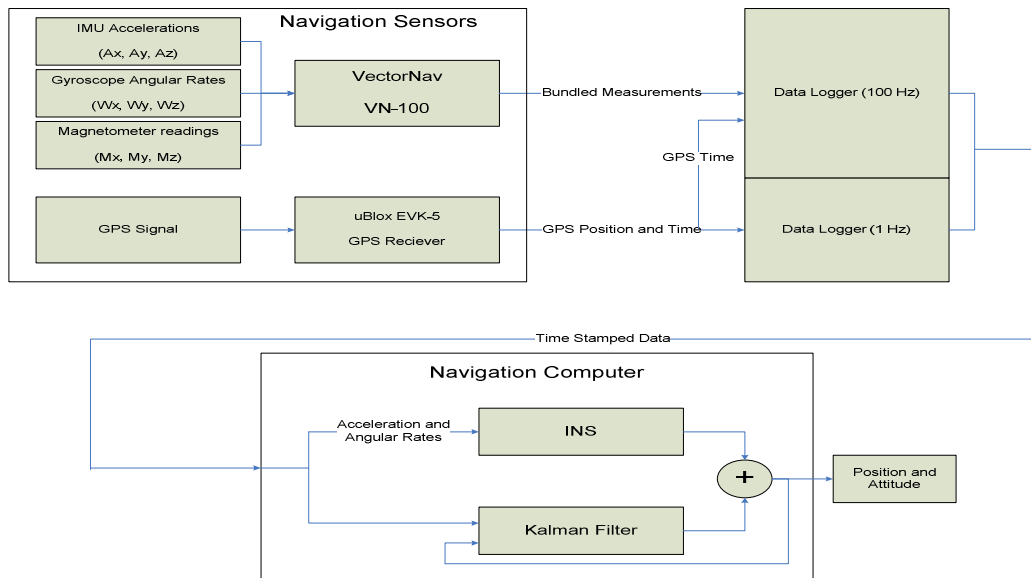 Navigation Sensors
IMU Accelerations
(Ax, Ay, Az)
Gyroscope Angular Rates
(Wx, Wy, Wz)
Magnetometer readings
(Mx, My, Mz)
VectorNav
VN-100
Bundled Measurements
Data Logger (100 Hz)
GPS Time
GPS Signal
uBlox EVK-5
GPS Reciever
GPS Position and Time
Data Logger (1 Hz)
Time Stamped Data
Navigation Computer
Acceleration and
Angular Rates
INS
+
Position and
Attitude
Kalman Filter